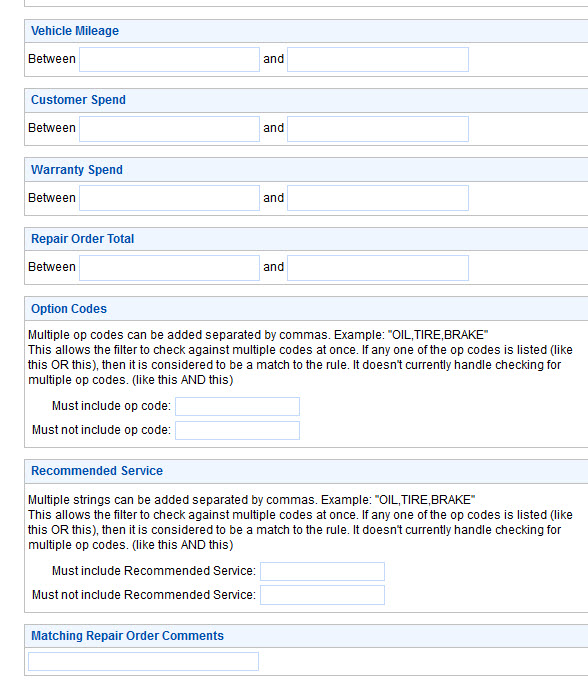 Vehicle Mileage
Between and
Customer Spend
Between and
Warranty Spend
Between and
Repair Order Total
Between and
Option Codes
Multiple op codes can be added separated by commas. Example: "OIL,TIRE,BRAKE"
This allows the filter to check against multiple codes at once. If any one of the op codes is listed (like
this OR this), then it is considered to be a match to the rule. It doesn't currently handle checking for
multiple op codes. (like this AND this)
Must include op code:
Must not include op code:
Recommended Service
Multiple strings can be added separated by commas. Example: "OIL,TIRE,BRAKE"
This allows the filter to check against multiple codes at once. If any one of the op codes is listed (like
this OR this), then it is considered to be a match to the rule. It doesn't currently handle checking for
multiple op codes. (like this AND this)
Must include Recommended Service:
Must not include Recommended Service:
Matching Repair Order Comments